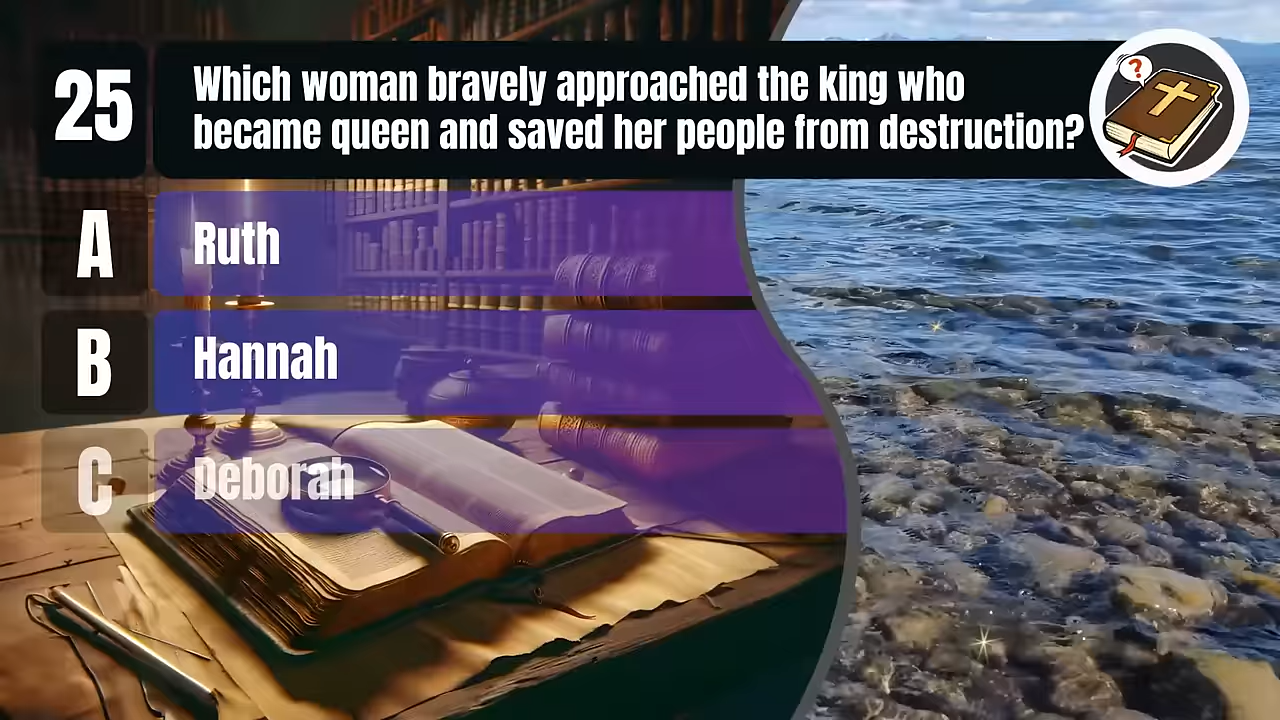 25
Which woman bravely approached the king who
became queen and saved her people from destruction?
?
A
Ruth
B
Hannah
C
Deborah